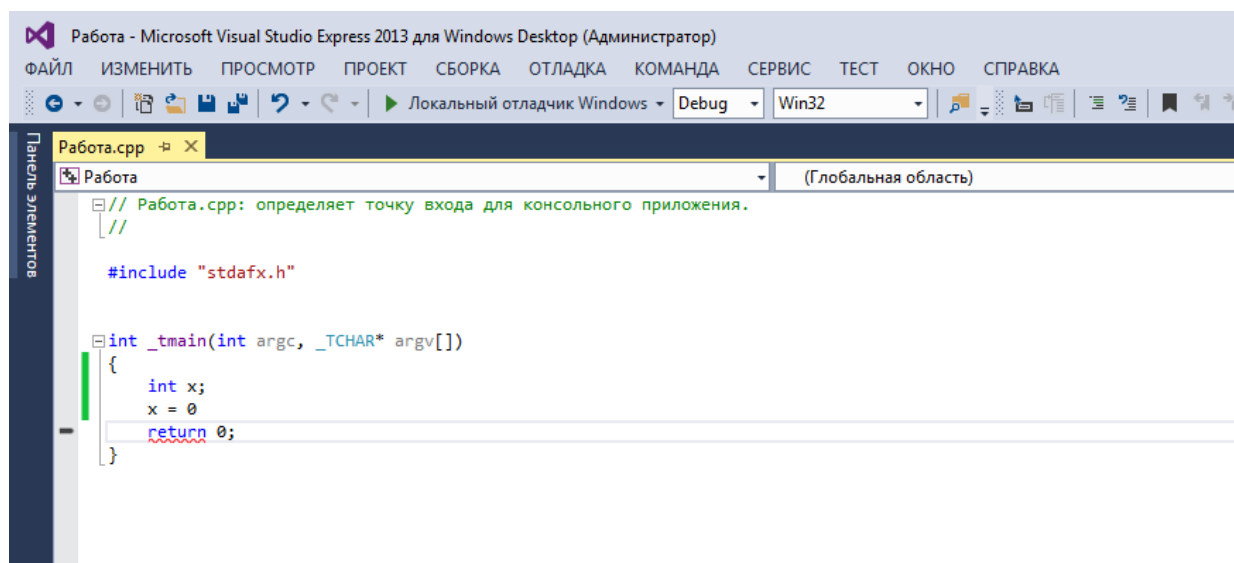 Работа - Microsoft Visual Studio Express 2013 для Windows Desktop (Администратор)
ФАЙЛ ИЗМЕНИТЬ ПРОСМОТР ПРОЕКТ СБОРКА ОТЛАДКА КОМАНДА СЕРВИС ТЕСТ ОКНО СПРАВКА
Локальный отладчик Windows Debug Win32
Панель элементов
Работа.cpp
Работа (Глобальная область)
// Работа.cpp: определяет точку входа для консольного приложения.
//
#include "stdafx.h"
int _tmain(int argc, _TCHAR* argv[])
{
int x;
x = 0
return 0;
}